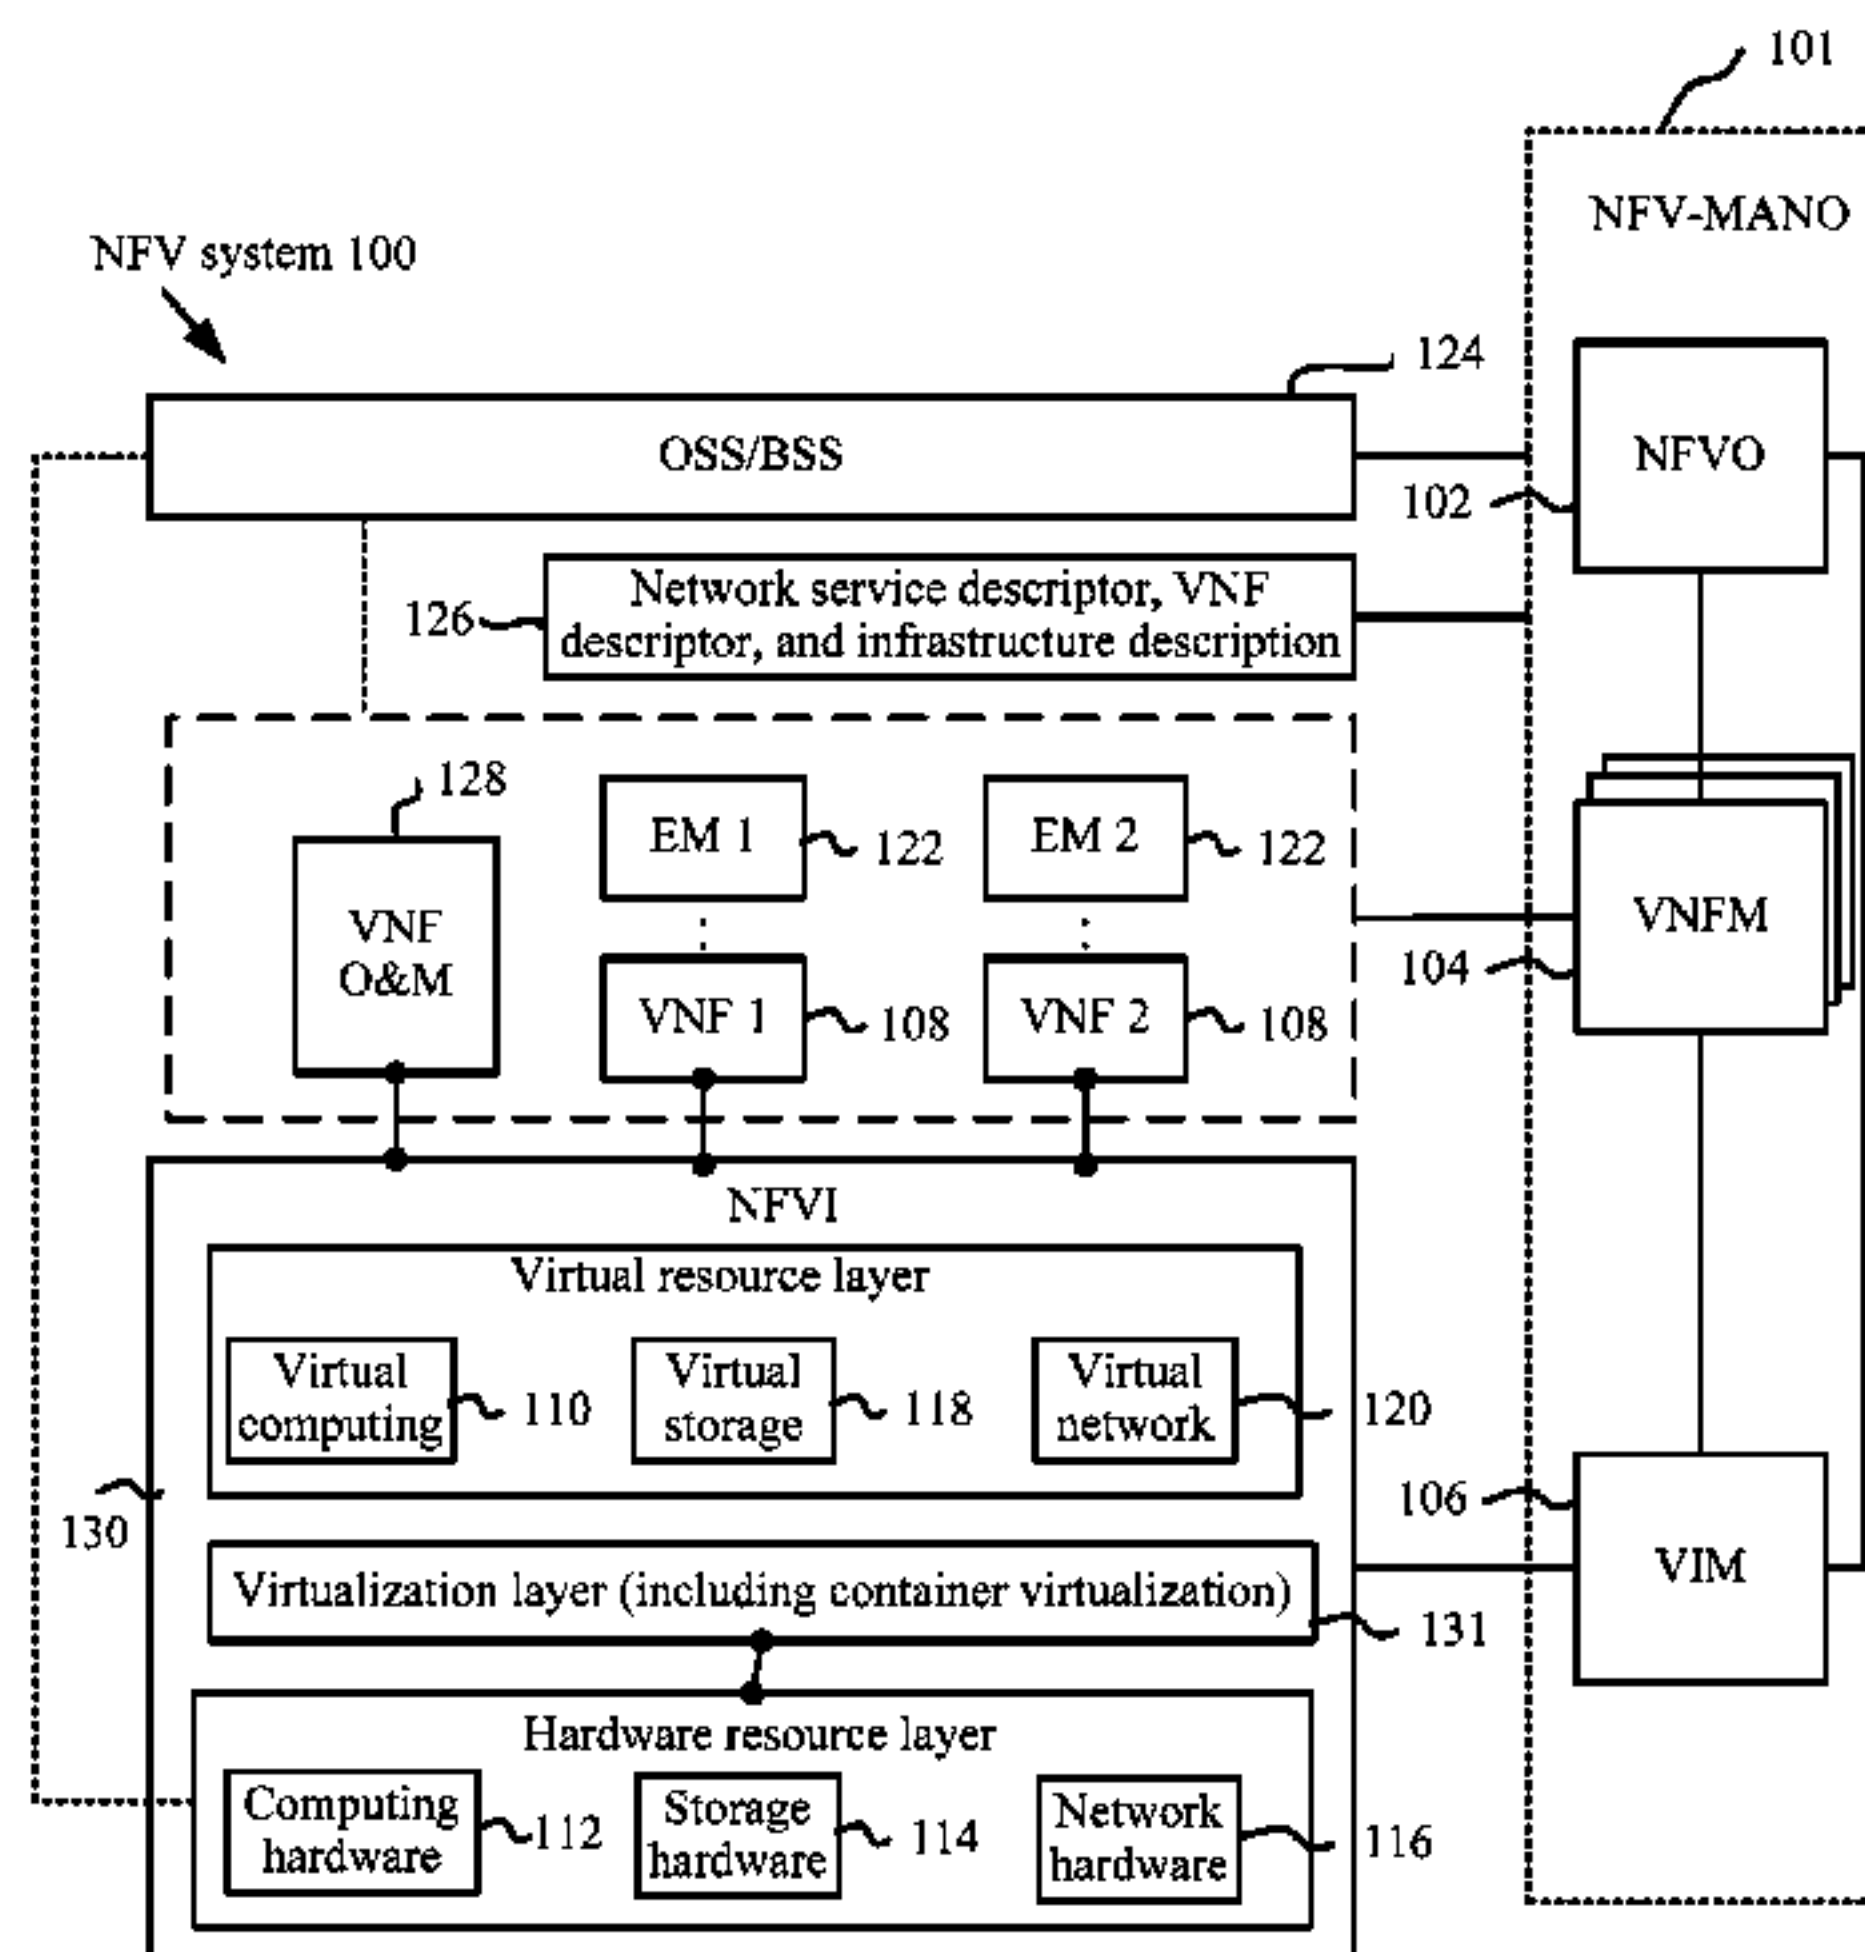 101
NFV-MANO
NFV system 100
124
OSS/BSS
NFVO
102
Network service descriptor, VNF
descriptor, and infrastructure description
126
128
EM 1
122
EM 2
122
VNF
O&M
VNFM
104
VNF 1
108
VNF 2
108
NFVI
Virtual resource layer
Virtual
computing
110
Virtual
storage
118
Virtual
network
120
106
130
VIM
Virtualization layer (including container virtualization)
131
Hardware resource layer
Computing
hardware
112
Storage
hardware
114
Network
hardware
116